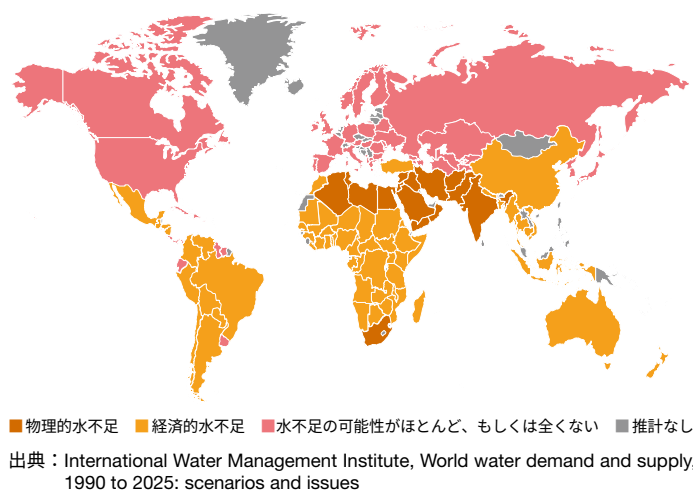 物理的水不足 経済的水不足 水不足の可能性がほとんど、もしくは全くない 推計なし
出典：International Water Management Institute, World water demand and supply,
1990 to 2025: scenarios and issues